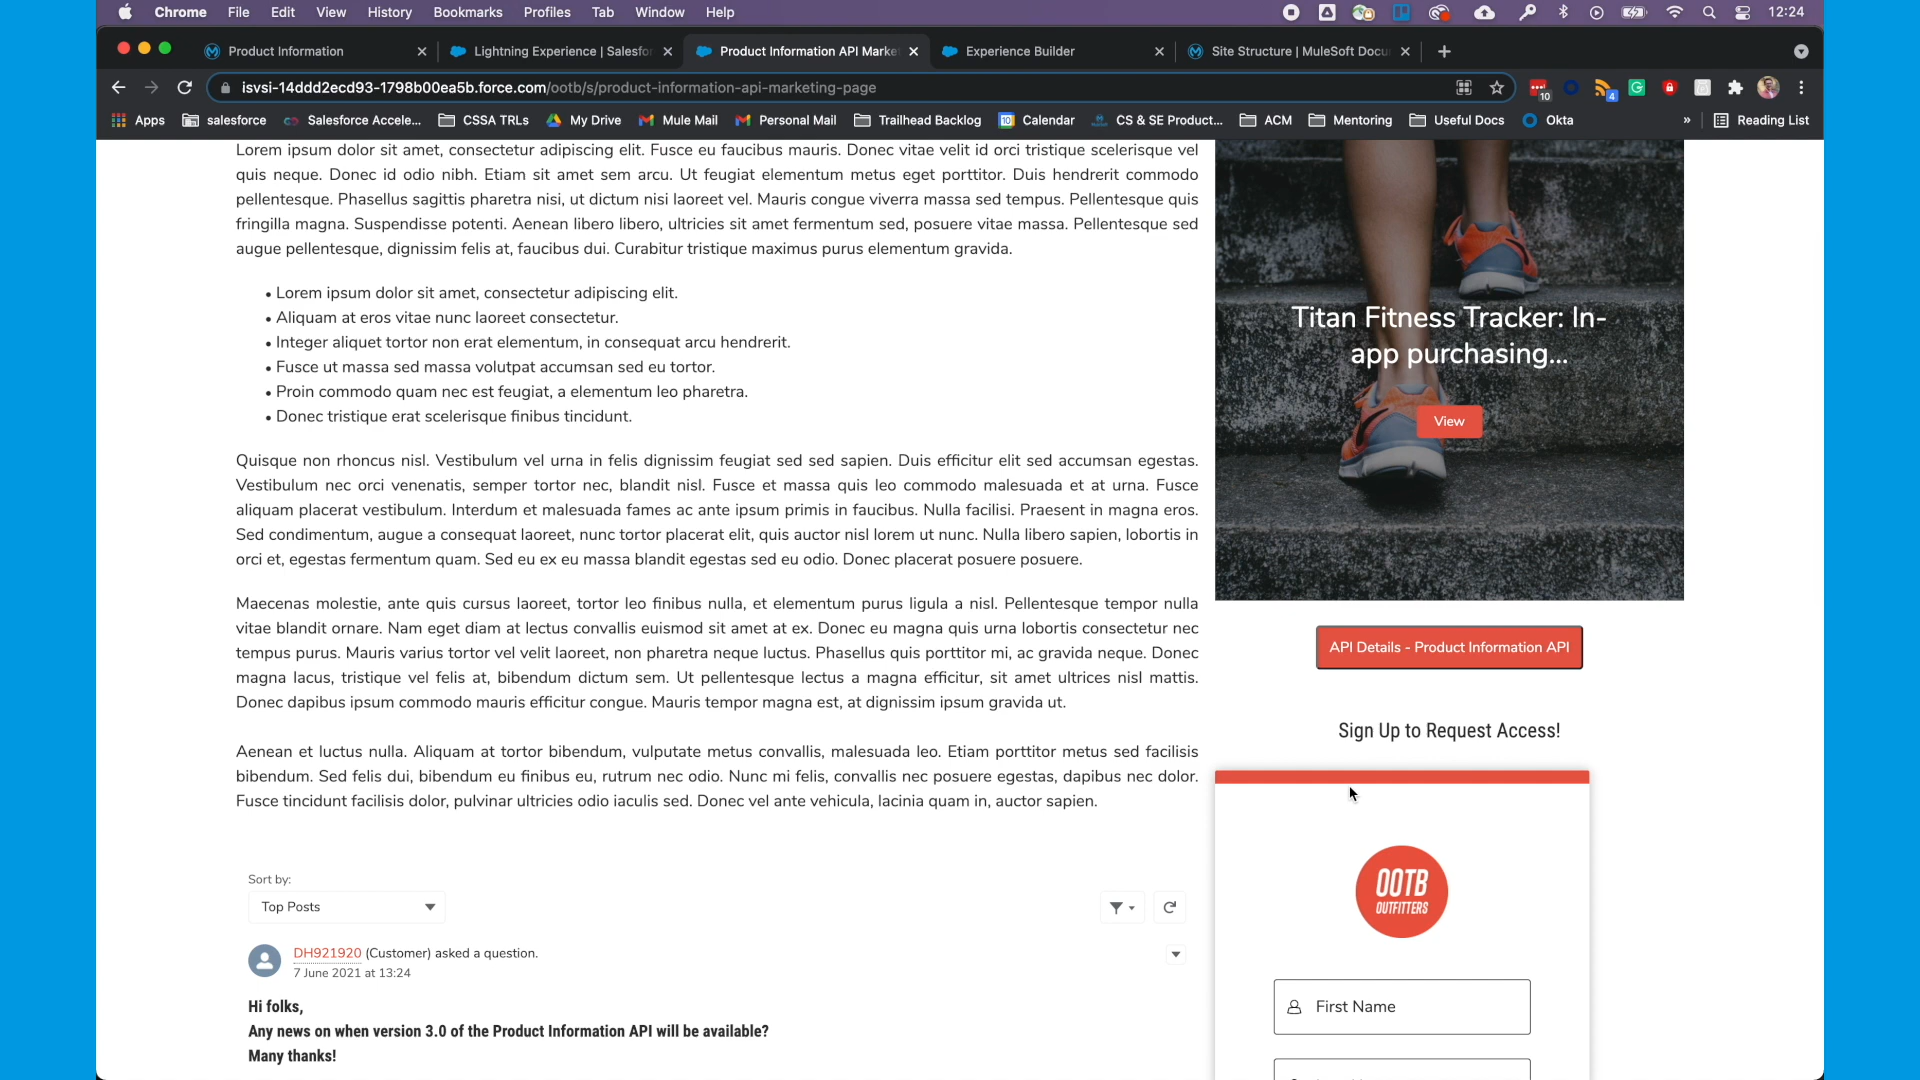 Chrome File Edit View History Bookmarks Profiles Tab Window Help 12:24
Product Information
Lightning Experience | Salesfor
Product Information API Marke
Experience Builder
Site Structure | MuleSoft Docu
isvsi-14ddd2ecd93-1798b00ea5b.force.com/ootb/s/product-information-api-marketing-page
10
4
Apps salesforce Salesforce Accele... CSSA TRLs My Drive Mule Mail Personal Mail Trailhead Backlog Calendar CS & SE Product... ACM Mentoring Useful Docs Okta » Reading List
Lorem ipsum dolor sit amet, consectetur adipiscing elit. Fusce eu faucibus mauris. Donec vitae velit id orci tristique scelerisque vel
quis neque. Donec id odio nibh. Etiam sit amet sem arcu. Ut feugiat elementum metus eget porttitor. Duis hendrerit commodo
pellentesque. Phasellus sagittis pharetra nisi, ut dictum nisi laoreet vel. Mauris congue viverra massa sed tempus. Pellentesque quis
fringilla magna. Suspendisse potenti. Aenean libero libero, ultricies sit amet fermentum sed, posuere vitae massa. Pellentesque sed
augue pellentesque, dignissim felis at, faucibus dui. Curabitur tristique maximus purus elementum gravida.
• Lorem ipsum dolor sit amet, consectetur adipiscing elit.
• Aliquam at eros vitae nunc laoreet consectetur.
• Integer aliquet tortor non erat elementum, in consequat arcu hendrerit.
• Fusce ut massa sed massa volutpat accumsan sed eu tortor.
• Proin commodo quam nec est feugiat, a elementum leo pharetra.
• Donec tristique erat scelerisque finibus tincidunt.
Quisque non rhoncus nisl. Vestibulum vel urna in felis dignissim feugiat sed sed sapien. Duis efficitur elit sed accumsan egestas.
Vestibulum nec orci venenatis, semper tortor nec, blandit nisl. Fusce et massa quis leo commodo malesuada et at urna. Fusce
aliquam placerat vestibulum. Interdum et malesuada fames ac ante ipsum primis in faucibus. Nulla facilisi. Praesent in magna eros.
Sed condimentum, augue a consequat laoreet, nunc tortor placerat elit, quis auctor nisl lorem ut nunc. Nulla libero sapien, lobortis in
orci et, egestas fermentum quam. Sed eu ex eu massa blandit egestas sed eu odio. Donec placerat posuere posuere.
Maecenas molestie, ante quis cursus laoreet, tortor leo finibus nulla, et elementum purus ligula a nisl. Pellentesque tempor nulla
vitae blandit ornare. Nam eget diam at lectus convallis euismod sit amet at ex. Donec eu magna quis urna lobortis consectetur nec
tempus purus. Mauris varius tortor vel velit laoreet, non pharetra neque luctus. Phasellus quis porttitor mi, ac gravida neque. Donec
magna lacus, tristique vel felis at, bibendum dictum sem. Ut pellentesque lectus a magna efficitur, sit amet ultrices nisl mattis.
Donec dapibus ipsum commodo mauris efficitur congue. Mauris tempor magna est, at dignissim ipsum gravida ut.
Aenean et luctus nulla. Aliquam at tortor bibendum, vulputate metus convallis, malesuada leo. Etiam porttitor metus sed facilisis
bibendum. Sed felis dui, bibendum eu finibus eu, rutrum nec odio. Nunc mi felis, convallis nec posuere egestas, dapibus nec dolor.
Fusce tincidunt facilisis dolor, pulvinar ultricies odio iaculis sed. Donec vel ante vehicula, lacinia quam in, auctor sapien.
Sort by:
Top Posts
DH921920 (Customer) asked a question.
7 June 2021 at 13:24
Hi folks,
Any news on when version 3.0 of the Product Information API will be available?
Many thanks!
Titan Fitness Tracker: In-
app purchasing...
View
API Details - Product Information API
Sign Up to Request Access!
OOTB
OUTFITTERS
First Name